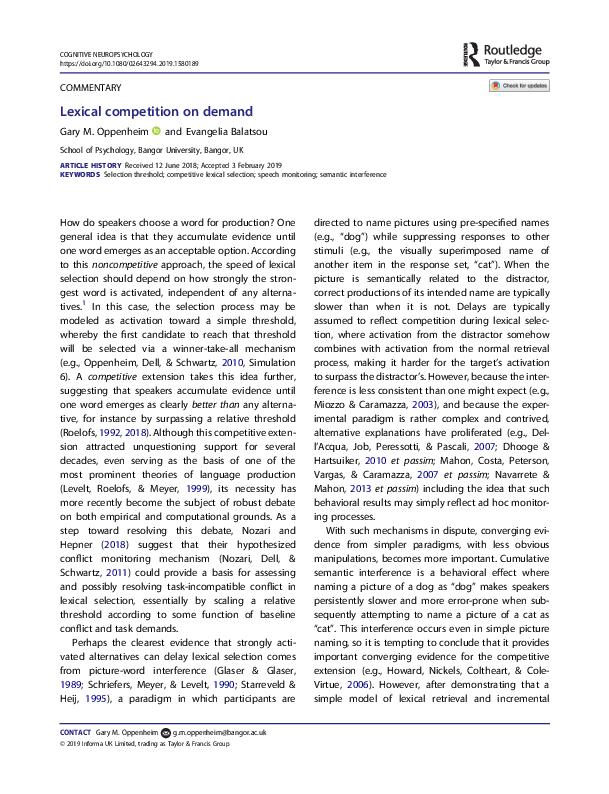 COGNITIVE NEUROPSYCHOLOGY
https://doi.org/10.1080/02643294.2019.1580189
Routledge
Taylor & Francis Group
COMMENTARY
Check for updates
Lexical competition on demand
Gary M. Oppenheim and Evangelia Balatsou
School of Psychology, Bangor University, Bangor, UK
ARTICLE HISTORY Received 12 June 2018; Accepted 3 February 2019
KEYWORDS Selection threshold; competitive lexical selection; speech monitoring; semantic interference
How do speakers choose a word for production? One
general idea is that they accumulate evidence until
one word emerges as an acceptable option. According
to this noncompetitive approach, the speed of lexical
selection should depend on how strongly the stron-
gest word is activated, independent of any alterna-
tives.1 In this case, the selection process may be
modeled as activation toward a simple threshold,
whereby the first candidate to reach that threshold
will be selected via a winner-take-all mechanism
(e.g., Oppenheim, Dell, & Schwartz, 2010, Simulation
6). A competitive extension takes this idea further,
suggesting that speakers accumulate evidence until
one word emerges as clearly better than any alterna-
tive, for instance by surpassing a relative threshold
(Roelofs, 1992, 2018). Although this competitive exten-
sion attracted unquestioning support for several
decades, even serving as the basis of one of the
most prominent theories of language production
(Levelt, Roelofs, & Meyer, 1999), its necessity has
more recently become the subject of robust debate
on both empirical and computational grounds. As a
step toward resolving this debate, Nozari and
Hepner (2018) suggest that their hypothesized
conflict monitoring mechanism (Nozari, Dell, &
Schwartz, 2011) could provide a basis for assessing
and possibly resolving task-incompatible conflict in
lexical selection, essentially by scaling a relative
threshold according to some function of baseline
conflict and task demands.
Perhaps the clearest evidence that strongly acti-
vated alternatives can delay lexical selection comes
from picture-word interference (Glaser & Glaser,
1989; Schriefers, Meyer, & Levelt, 1990; Starreveld &
Heij, 1995), a paradigm in which participants are
directed to name pictures using pre-specified names
(e.g., "dog") while suppressing responses to other
stimuli (e.g., the visually superimposed name of
another item in the response set, "cat"). When the
picture is semantically related to the distractor,
correct productions of its intended name are typically
slower than when it is not. Delays are typically
assumed to reflect competition during lexical selec-
tion, where activation from the distractor somehow
combines with activation from the normal retrieval
process, making it harder for the target's activation
to surpass the distractor's. However, because the inter-
ference is less consistent than one might expect (e.g.,
Miozzo & Caramazza, 2003), and because the exper-
imental paradigm is rather complex and contrived,
alternative explanations have proliferated (e.g., Del-
l'Acqua, Job, Peressotti, & Pascali, 2007; Dhooge &
Hartsuiker, 2010 et passim; Mahon, Costa, Peterson,
Vargas, & Caramazza, 2007 et passim; Navarrete &
Mahon, 2013 et passim) including the idea that such
behavioral results may simply reflect ad hoc monitor-
ing processes.
With such mechanisms in dispute, converging evi-
dence from simpler paradigms, with less obvious
manipulations, becomes more important. Cumulative
semantic interference is a behavioral effect where
naming a picture of a dog as "dog" makes speakers
persistently slower and more error-prone when sub-
sequently attempting to name a picture of a cat as
"cat". This interference occurs even in simple picture
naming, so it is tempting to conclude that it provides
important converging evidence for the competitive
extension (e.g., Howard, Nickels, Coltheart, & Cole-
Virtue, 2006). However, after demonstrating that a
simple model of lexical retrieval and incremental
CONTACT Gary M. Oppenheim g.m.oppenheim@bangor.ac.uk
© 2019 Informa UK Limited, trading as Taylor & Francis Group